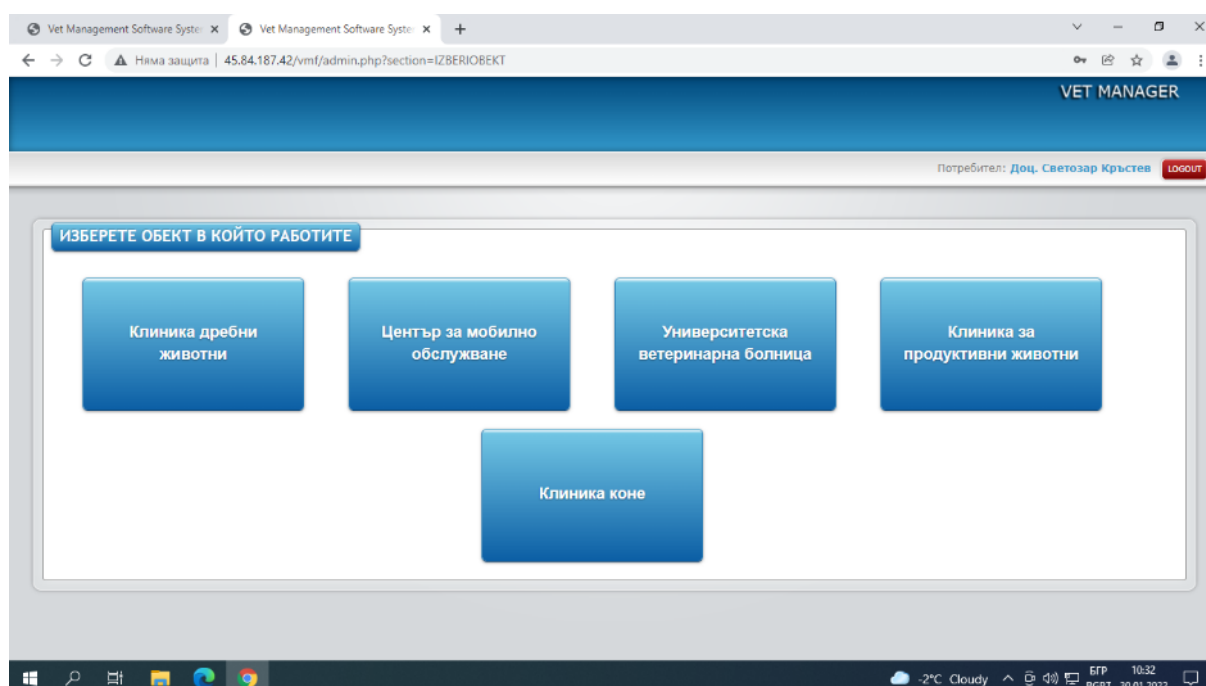 Vet Management Software Syste
Vet Management Software Syste
Няма защита
45.84.187.42/vmf/admin.php?section=IZBERIOBEKT
VET MANAGER
Потребител: Доц. Светозар Кръстев
LOGOUT
ИЗБЕРЕТЕ ОБЕКТ В КОЙТО РАБОТИТЕ
Клиника дребни
животни
Център за мобилно
обслужване
Университетска
ветеринарна болница
Клиника за
продуктивни животни
Клиника коне
-2°C Cloudy
БГР
10:32